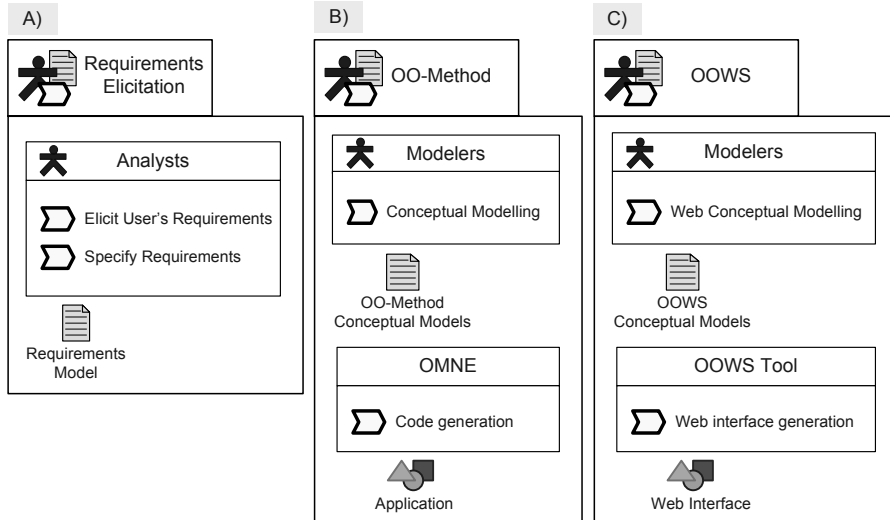 A)
Requirements
Elicitation
Analysts
Elicit User's Requirements
Specify Requirements
Requirements
Model
B)
OO-Method
Modelers
Conceptual Modelling
OO-Method
Conceptual Models
OMNE
Code generation
Application
C)
OOWS
Modelers
Web Conceptual Modelling
OOWS
Conceptual Models
OOWS Tool
Web interface generation
Web Interface